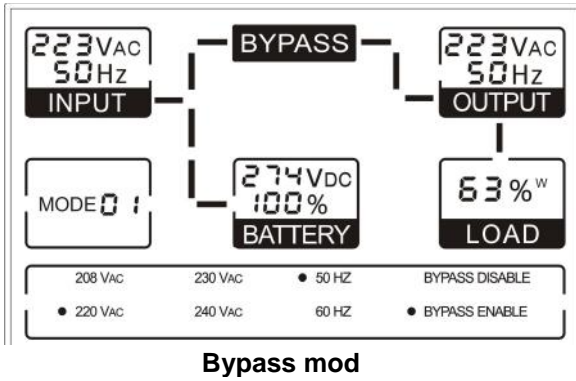 223VAC
50Hz
INPUT
BYPASS
223VAC
50Hz
OUTPUT
MODE 01
274VDC
100%
BATTERY
63%W
LOAD
208 VAC 230 VAC ● 50 HZ BYPASS DISABLE
● 220 VAC 240 VAC 60 HZ ● BYPASS ENABLE
Bypass mod